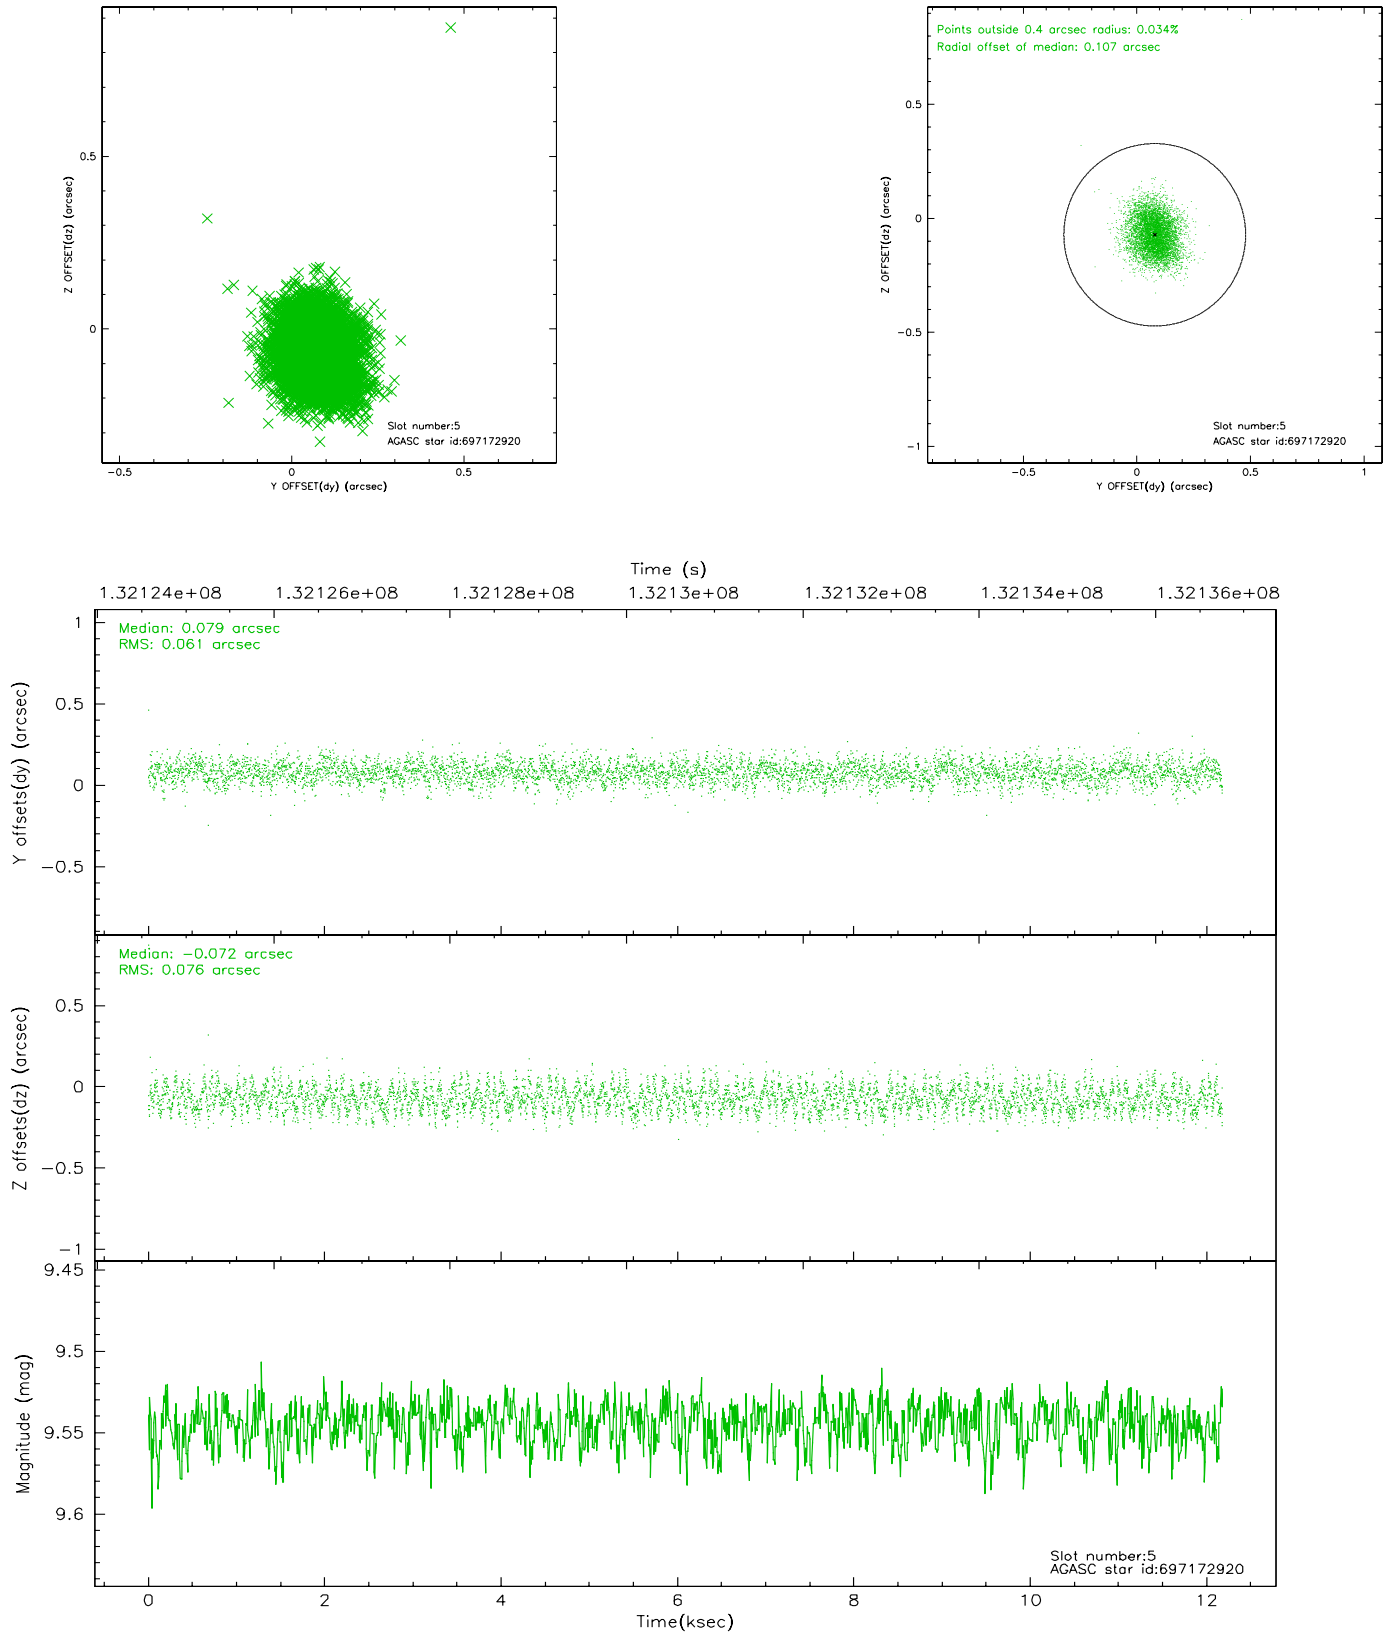 0.5
0
Z OFFSET(dz) (arcsec)
Slot number:5
AGASC star id:697172920
−0.5 0 0.5
Y OFFSET(dy) (arcsec)
Points outside 0.4 arcsec radius: 0.034%
Radial offset of median: 0.107 arcsec
0.5
0
−0.5
−1
Z OFFSET(dz) (arcsec)
Slot number:5
AGASC star id:697172920
−0.5 0 0.5 1
Y OFFSET(dy) (arcsec)
Time (s)
1.32124e+08 1.32126e+08 1.32128e+08 1.3213e+08 1.32132e+08 1.32134e+08 1.32136e+08
Median: 0.079 arcsec
RMS: 0.061 arcsec
1
0.5
0
−0.5
Y offsets(dy) (arcsec)
Median: −0.072 arcsec
RMS: 0.076 arcsec
0.5
0
−0.5
−1
Z offsets(dz) (arcsec)
9.45
9.5
9.55
9.6
Magnitude (mag)
Slot number:5
AGASC star id:697172920
0 2 4 6 8 10 12
Time(ksec)